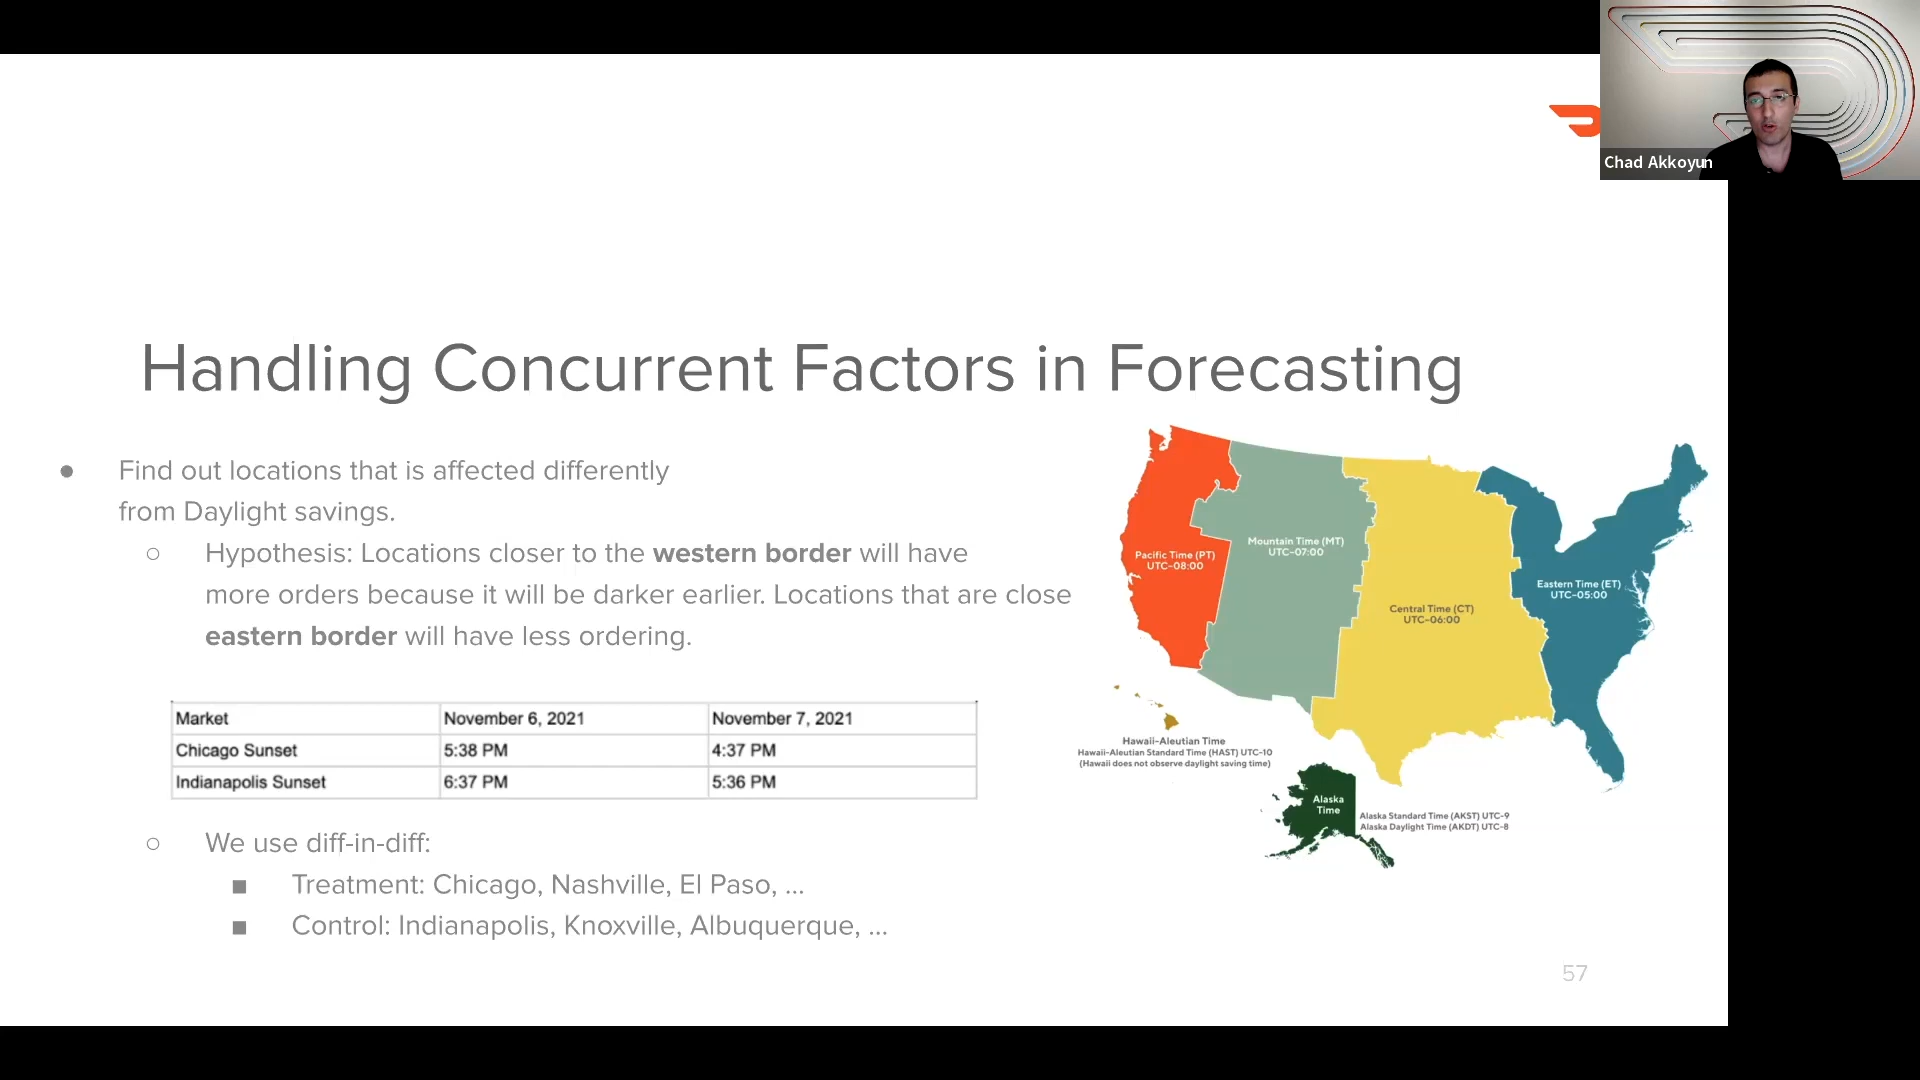 Chad Akkoyun
Handling Concurrent Factors in Forecasting
● Find out locations that is affected differently
from Daylight savings.
○ Hypothesis: Locations closer to the western border will have
more orders because it will be darker earlier. Locations that are close
eastern border will have less ordering.
Market November 6, 2021 November 7, 2021
Chicago Sunset 5:38 PM 4:37 PM
Indianapolis Sunset 6:37 PM 5:36 PM
○ We use diff-in-diff:
■ Treatment: Chicago, Nashville, El Paso, ...
■ Control: Indianapolis, Knoxville, Albuquerque, ...
Pacific Time (PT)
UTC-08:00
Mountain Time (MT)
UTC-07:00
Central Time (CT)
UTC-06:00
Eastern Time (ET)
UTC-05:00
Hawaii-Aleutian Time
Hawaii-Aleutian Standard Time (HAST) UTC-10
(Hawaii does not observe daylight saving time)
Alaska
Time
Alaska Standard Time (AKST) UTC-9
Alaska Daylight Time (AKDT) UTC-8
57